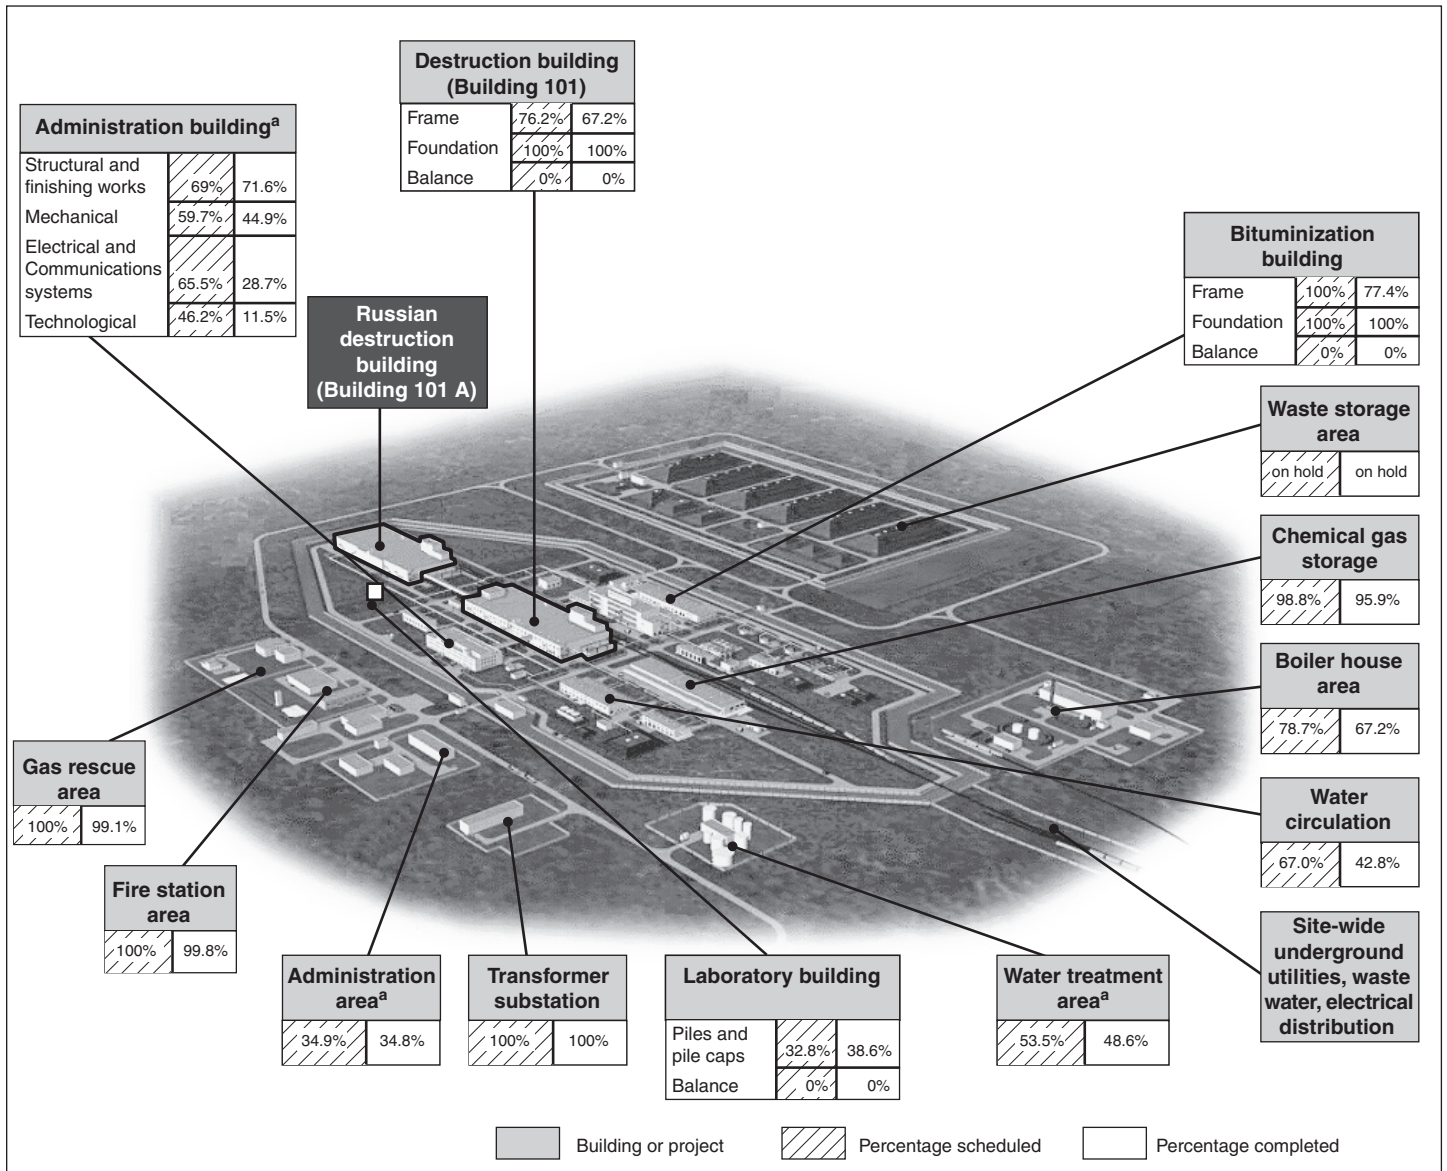 Destruction building
(Building 101)
Frame 76.2% 67.2%
Foundation 100% 100%
Balance 0% 0%
Administration building^a
Structural and
finishing works 69% 71.6%
Mechanical 59.7% 44.9%
Electrical and
Communications
systems 65.5% 28.7%
Technological 46.2% 11.5%
Russian
destruction
building
(Building 101 A)
Bituminization
building
Frame 100% 77.4%
Foundation 100% 100%
Balance 0% 0%
Waste storage
area
on hold on hold
Chemical gas
storage
98.8% 95.9%
Boiler house
area
78.7% 67.2%
Water
circulation
67.0% 42.8%
Site-wide
underground
utilities, waste
water, electrical
distribution
Gas rescue
area
100% 99.1%
Fire station
area
100% 99.8%
Administration
area^a
34.9% 34.8%
Transformer
substation
100% 100%
Laboratory building
Piles and
pile caps 32.8% 38.6%
Balance 0% 0%
Water treatment
area^a
53.5% 48.6%
Building or project
Percentage scheduled
Percentage completed